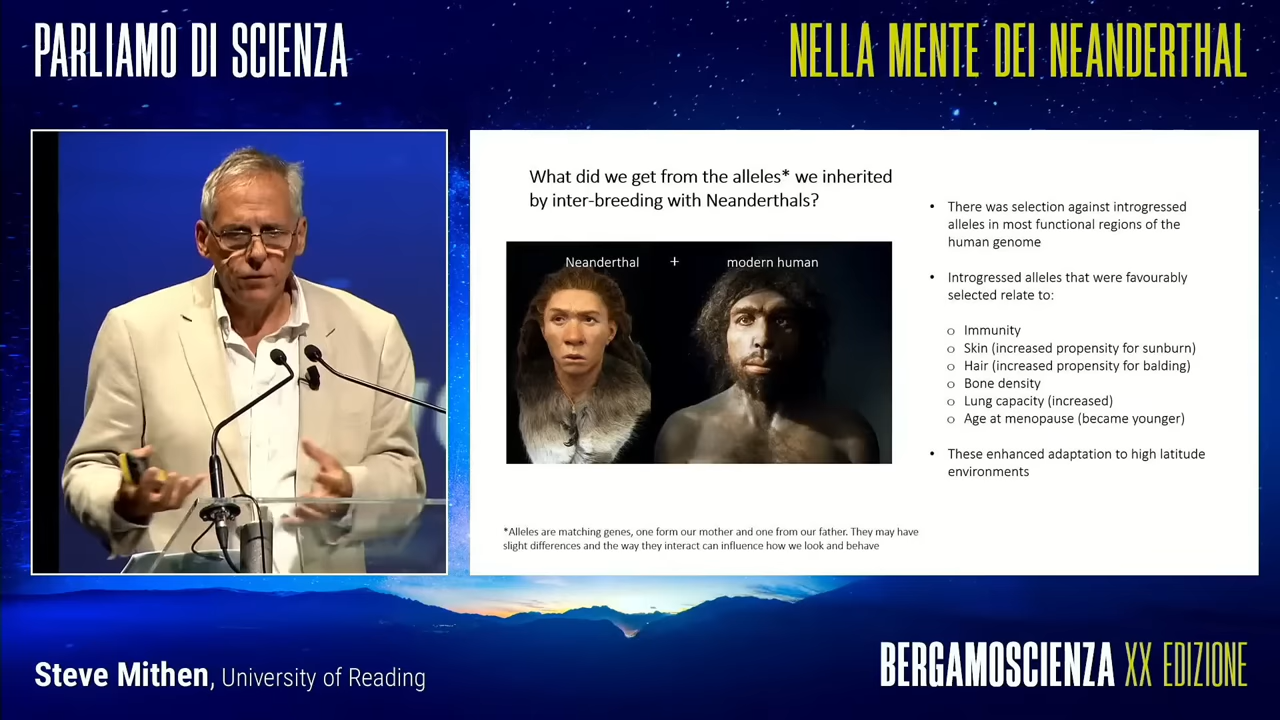 PARLIAMO DI SCIENZA
NELLA MENTE DEI NEANDERTHAL
What did we get from the alleles* we inherited
by inter-breeding with Neanderthals?
Neanderthal + modern human
• There was selection against introgressed
alleles in most functional regions of the
human genome
• Introgressed alleles that were favourably
selected relate to:
o Immunity
o Skin (increased propensity for sunburn)
o Hair (increased propensity for balding)
o Bone density
o Lung capacity (increased)
o Age at menopause (became younger)
• These enhanced adaptation to high latitude
environments
*Alleles are matching genes, one form our mother and one from our father. They may have
slight differences and the way they interact can influence how we look and behave
Steve Mithen, University of Reading
BERGAMOSCIENZA XX EDIZIONE